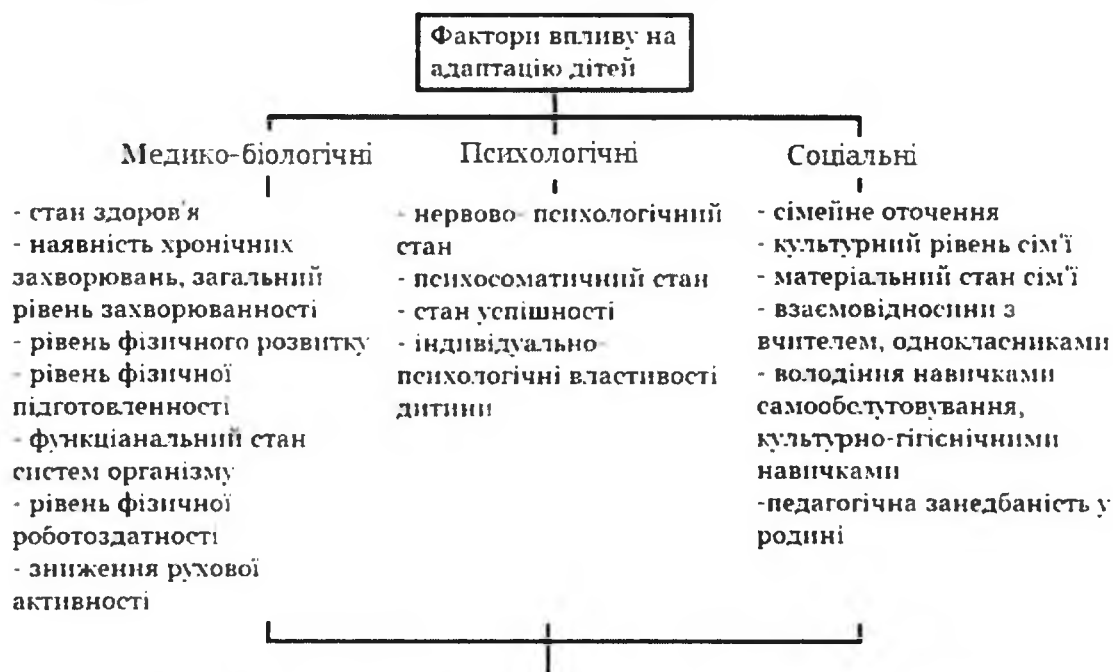 Фактори впливу на
адаптацію дітей
Медико-біологічні
- стан здоров'я
- наявність хронічних
захворювань, загальний
рівень захворюванності
- рівень фізичного розвитку
- рівень фізичної
підготовленності
- функціанальний стан
систем організму
- рівень фізичної
роботоздатності
- зниження рухової
активності
Психологічні
- нервово- психологічний
стан
- психосоматичний стан
- стан успішності
- індивідуально-
психологічні властивості
дитини
Соціальні
- сімейне оточення
- культурний рівень сім'ї
- матеріальний стан сім'ї
- взаємовідносини з
вчителем, однокласниками
- володіння навичками
самообслутовування,
культурно-гігієнічними
навичками
-педагогічна занедбаність у
родині